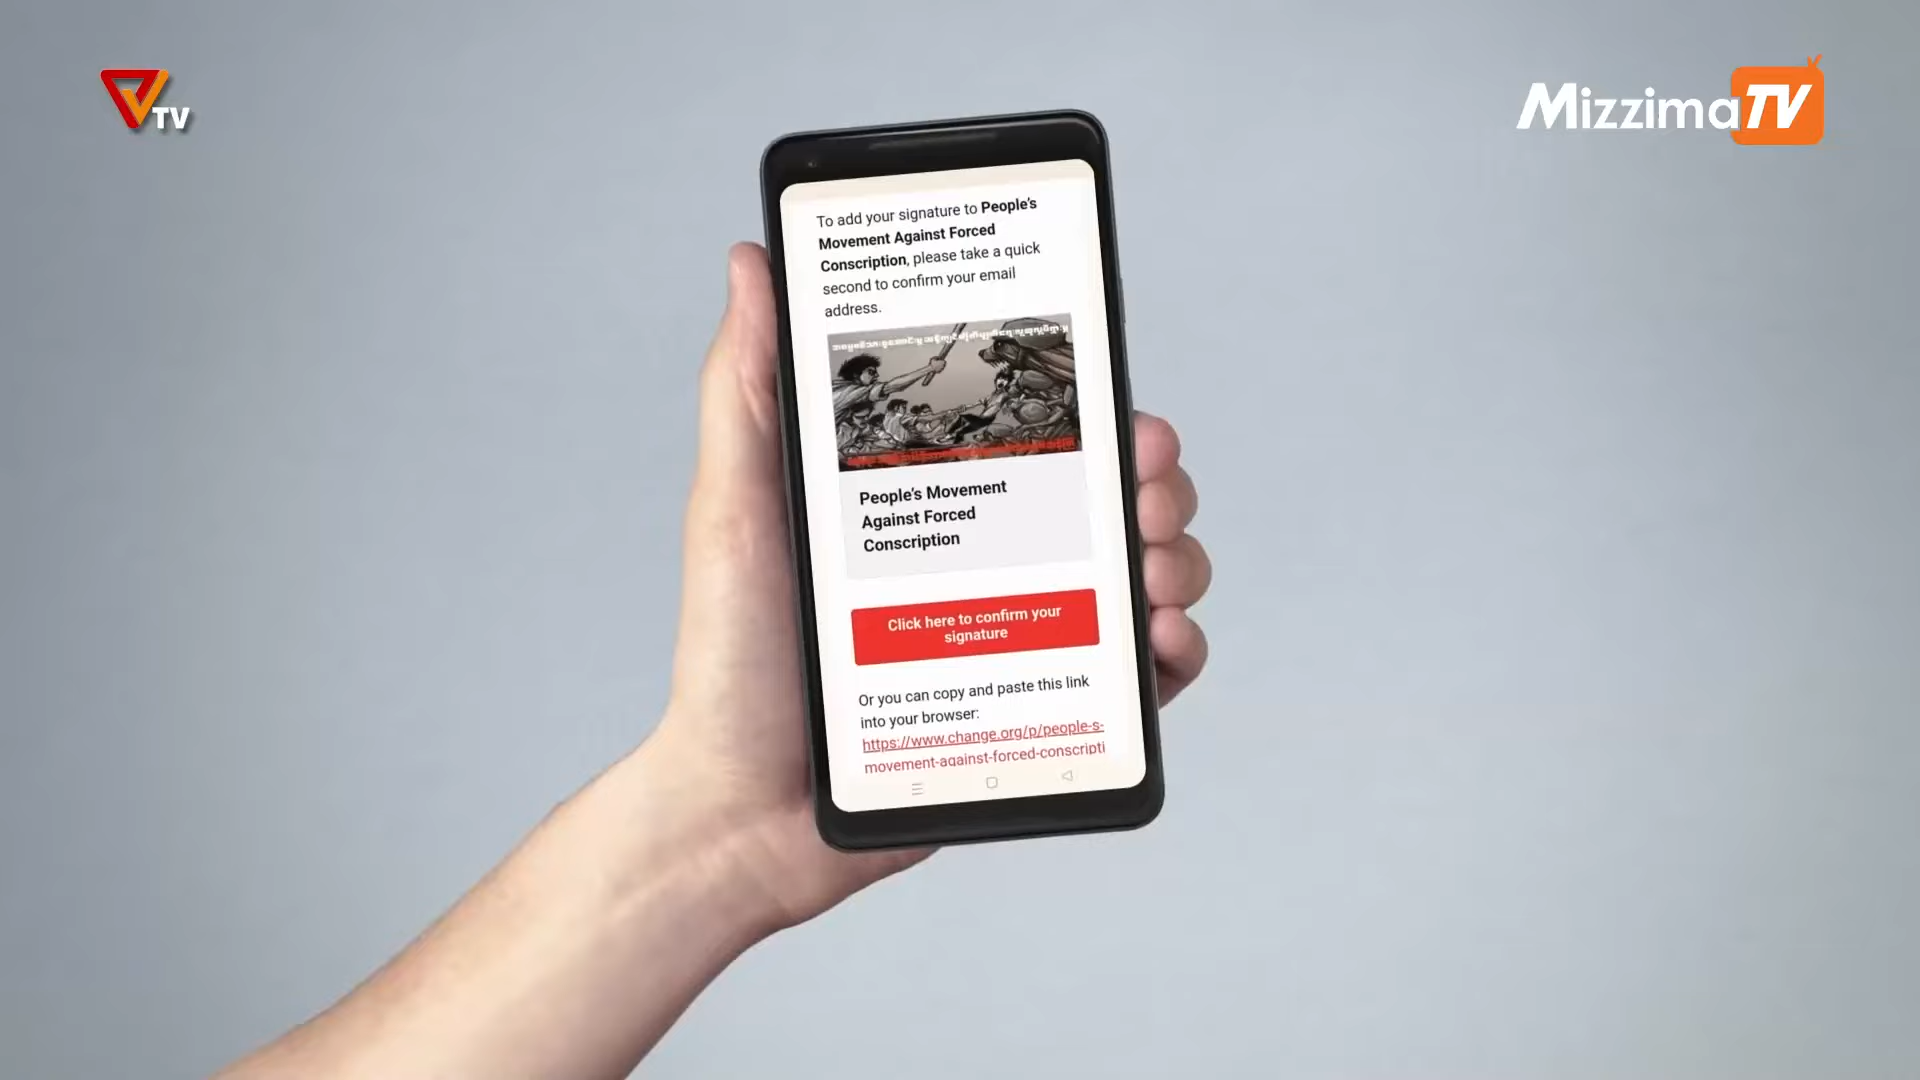 TV
MizzimaTV
To add your signature to People's
Movement Against Forced
Conscription, please take a quick
second to confirm your email
address.
People's Movement
Against Forced
Conscription
Click here to confirm your
signature
Or you can copy and paste this link
into your browser:
https://www.change.org/p/people-s-
movement-against-forced-conscripti